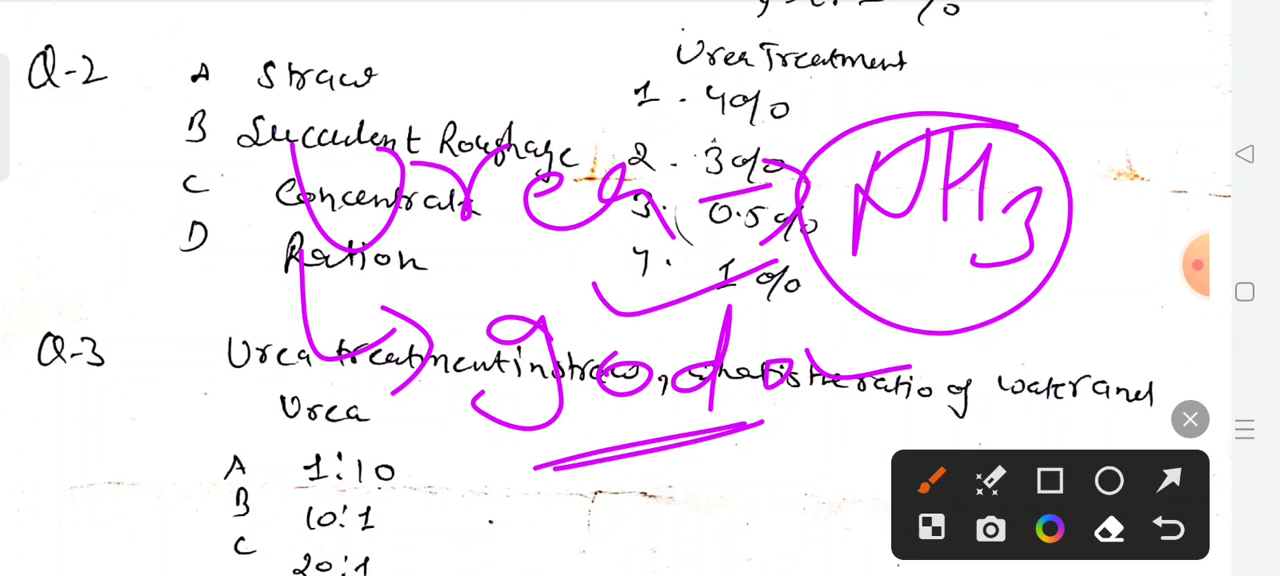 Urea Treatment
Q-2 A Straw 1. 4%
B Succulent Roughage 2. 3%
C Concentrate 3. 0.5%
D Ration 4. 1%
Urea
NH3
godor
Q-3 Urea treatment in straw, what is the ratio of water and
Urea
A 1:10
B 10:1
C 20:1